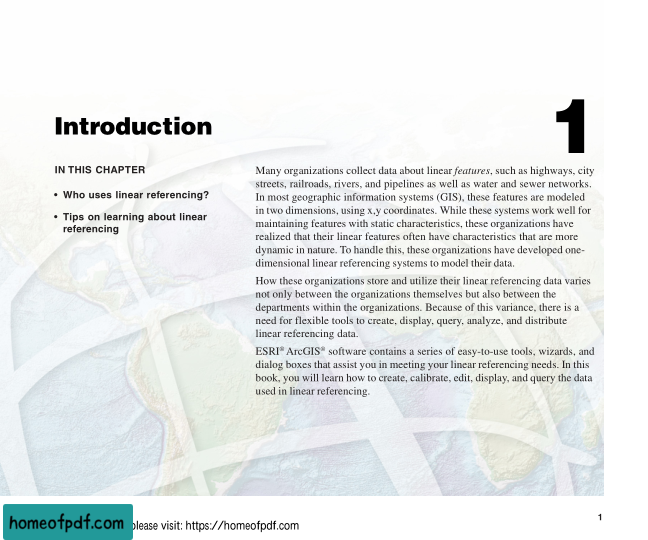 Introduction
1
IN THIS CHAPTER
• Who uses linear referencing?
• Tips on learning about linear
referencing
Many organizations collect data about linear features, such as highways, city
streets, railroads, rivers, and pipelines as well as water and sewer networks.
In most geographic information systems (GIS), these features are modeled
in two dimensions, using x,y coordinates. While these systems work well for
maintaining features with static characteristics, these organizations have
realized that their linear features often have characteristics that are more
dynamic in nature. To handle this, these organizations have developed one-
dimensional linear referencing systems to model their data.
How these organizations store and utilize their linear referencing data varies
not only between the organizations themselves but also between the
departments within the organizations. Because of this variance, there is a
need for flexible tools to create, display, query, analyze, and distribute
linear referencing data.
ESRI® ArcGIS® software contains a series of easy-to-use tools, wizards, and
dialog boxes that assist you in meeting your linear referencing needs. In this
book, you will learn how to create, calibrate, edit, display, and query the data
used in linear referencing.
1
homeofpdf.com please visit: https://homeofpdf.com